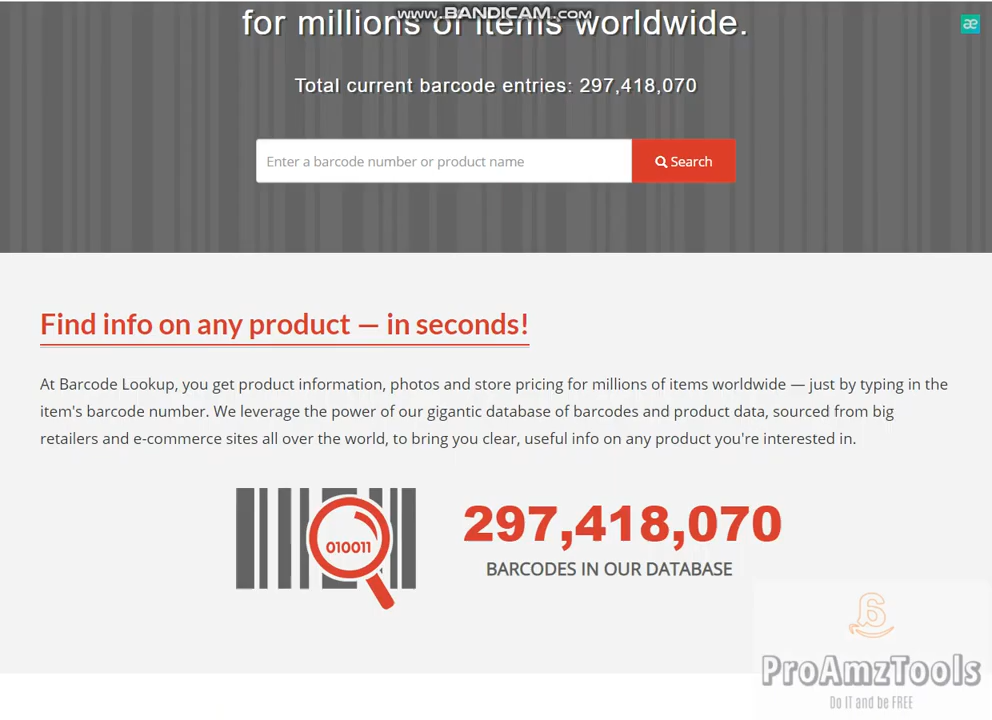 www.BANDICAM.com
for millions of items worldwide.
æ
Total current barcode entries: 297,418,070
Enter a barcode number or product name
Search
Find info on any product — in seconds!
At Barcode Lookup, you get product information, photos and store pricing for millions of items worldwide — just by typing in the
item's barcode number. We leverage the power of our gigantic database of barcodes and product data, sourced from big
retailers and e-commerce sites all over the world, to bring you clear, useful info on any product you're interested in.
010011
297,418,070
BARCODES IN OUR DATABASE
ProAmzTools
Do IT and be FREE